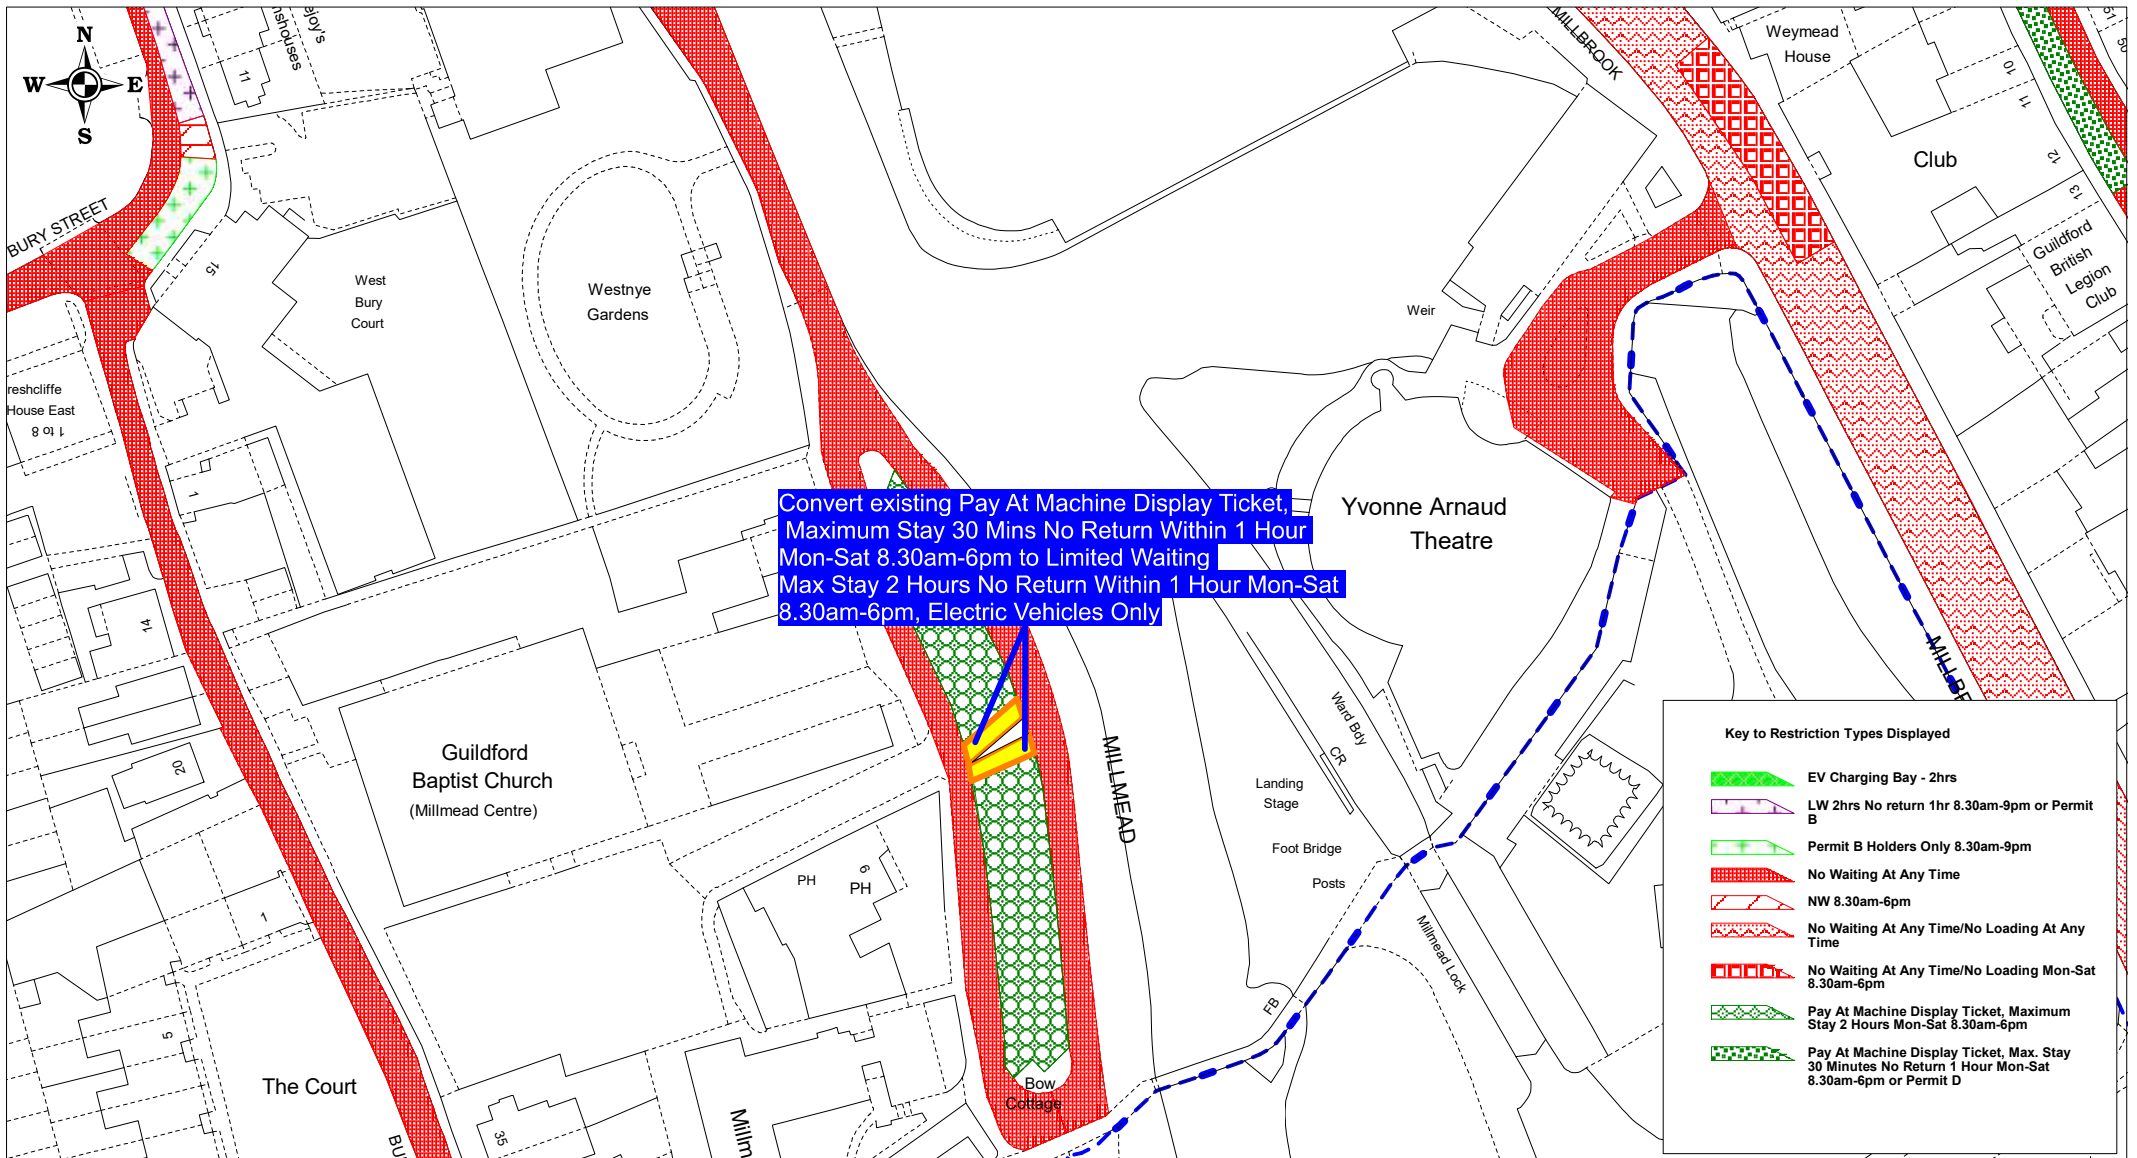 N
W
E
S
BURY STREET
11
15
West
Bury
Court
Westnye
Gardens
House East
1 to 8
1
14
20
1
5
MILLBROOK
Weymead
House
51
50
10
11
12
13
Club
Guildford
British
Legion
Club
Weir
Yvonne Arnaud
Theatre
Convert existing Pay At Machine Display Ticket,
Maximum Stay 30 Mins No Return Within 1 Hour
Mon-Sat 8.30am-6pm to Limited Waiting
Max Stay 2 Hours No Return Within 1 Hour Mon-Sat
8.30am-6pm, Electric Vehicles Only
Guildford
Baptist Church
(Millmead Centre)
PH
9
PH
MILLMEAD
Ward Bdy
CR
Landing
Stage
Foot Bridge
Posts
Millmead Lock
FB
The Court
35
Bow
Cottage
Key to Restriction Types Displayed
EV Charging Bay - 2hrs
LW 2hrs No return 1hr 8.30am-9pm or Permit
B
Permit B Holders Only 8.30am-9pm
No Waiting At Any Time
NW 8.30am-6pm
No Waiting At Any Time/No Loading At Any
Time
No Waiting At Any Time/No Loading Mon-Sat
8.30am-6pm
Pay At Machine Display Ticket, Maximum
Stay 2 Hours Mon-Sat 8.30am-6pm
Pay At Machine Display Ticket, Max. Stay
30 Minutes No Return 1 Hour Mon-Sat
8.30am-6pm or Permit D